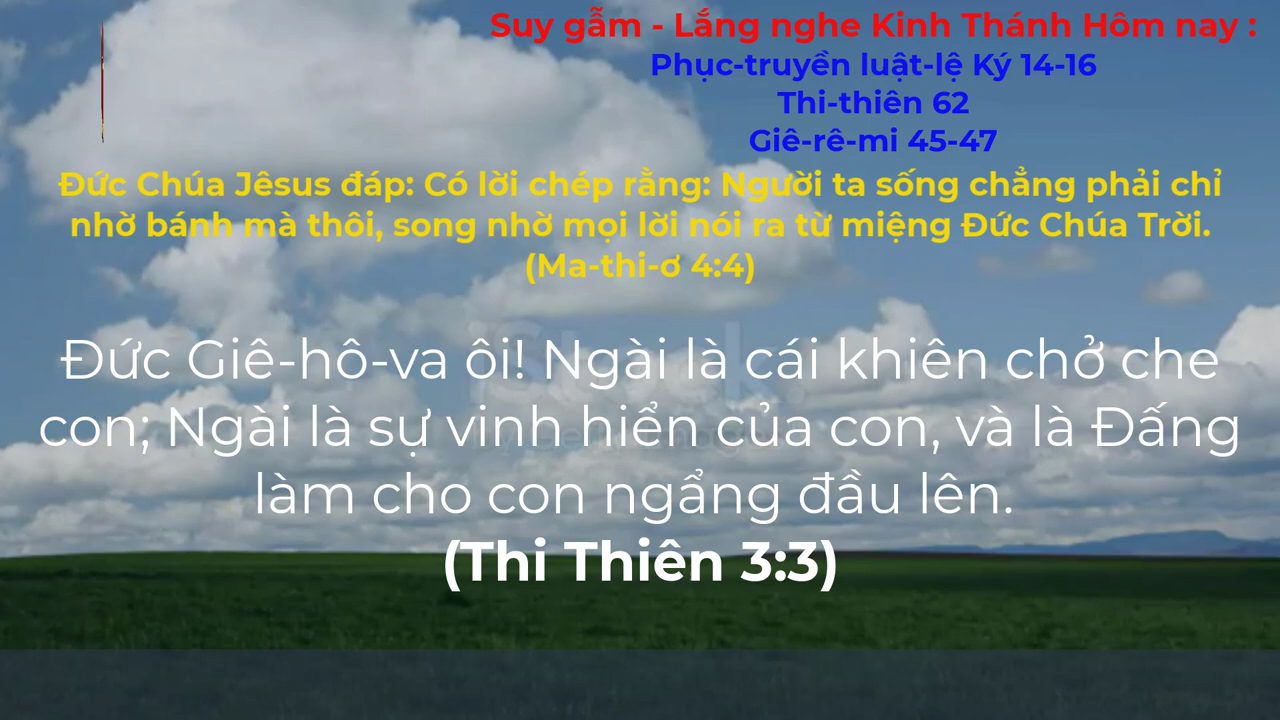 Suy gẫm - Lắng nghe Kinh Thánh Hôm nay :
Phục-truyền luật-lệ Ký 14-16
Thi-thiên 62
Giê-rê-mi 45-47
Đức Chúa Jêsus đáp: Có lời chép rằng: Người ta sống chẳng phải chỉ
nhờ bánh mà thôi, song nhờ mọi lời nói ra từ miệng Đức Chúa Trời.
(Ma-thi-ơ 4:4)
Đức Giê-hô-va ôi! Ngài là cái khiên chở che
con; Ngài là sự vinh hiển của con, và là Đấng
làm cho con ngẩng đầu lên.
(Thi Thiên 3:3)